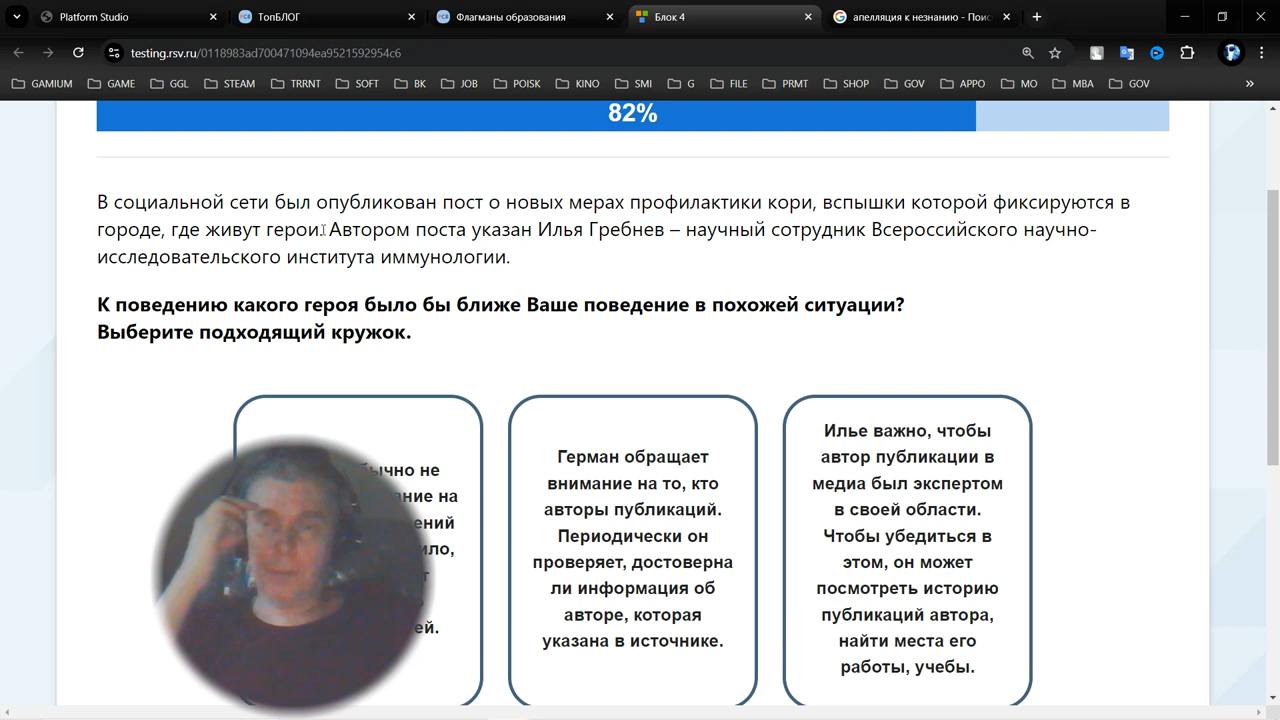 Platform Studio
ТопБЛОГ
Флагманы образования
Блок 4
апелляция к незнанию - Поис
testing.rsv.ru/0118983ad700471094ea9521592954c6
GAMIUM
GAME
GGL
STEAM
TRRNT
SOFT
BK
JOB
POISK
KINO
SMI
G
FILE
PRMT
SHOP
GOV
APPO
MO
MBA
GOV
82%
В социальной сети был опубликован пост о новых мерах профилактики кори, вспышки которой фиксируются в
городе, где живут герои. Автором поста указан Илья Гребнев – научный сотрудник Всероссийского научно-
исследовательского института иммунологии.
К поведению какого героя было бы ближе Ваше поведение в похожей ситуации?
Выберите подходящий кружок.
не
на
Герман обращает
внимание на то, кто
авторы публикаций.
Периодически он
проверяет, достоверна
ли информация об
авторе, которая
указана в источнике.
Илье важно, чтобы
автор публикации в
медиа был экспертом
в своей области.
Чтобы убедиться в
этом, он может
посмотреть историю
публикаций автора,
найти места его
работы, учебы.